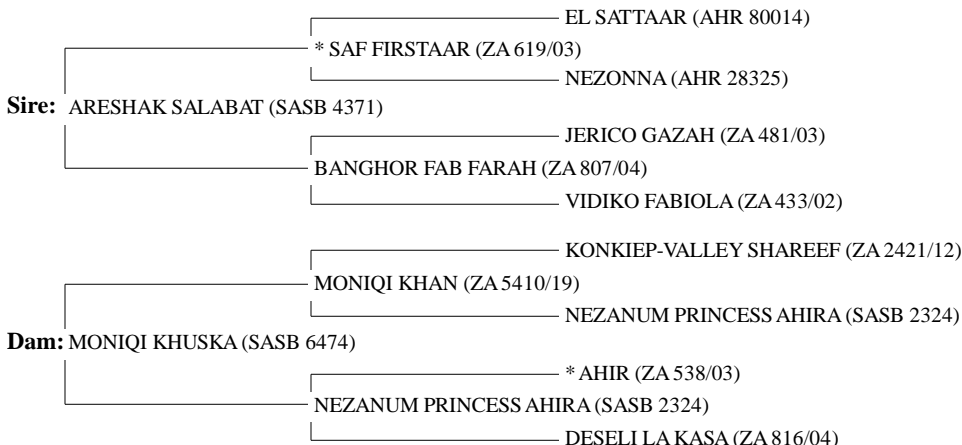 EL SATTAAR (AHR 80014)
* SAF FIRSTAAR (ZA 619/03)
NEZONNA (AHR 28325)
Sire: ARESHAK SALABAT (SASB 4371)
JERICO GAZAH (ZA 481/03)
BANGHOR FAB FARAH (ZA 807/04)
VIDIKO FABIOLA (ZA 433/02)
KONKIEP-VALLEY SHAREEF (ZA 2421/12)
MONIQI KHAN (ZA 5410/19)
NEZANUM PRINCESS AHIRA (SASB 2324)
Dam: MONIQI KHUSKA (SASB 6474)
* AHIR (ZA 538/03)
NEZANUM PRINCESS AHIRA (SASB 2324)
DESELI LA KASA (ZA 816/04)